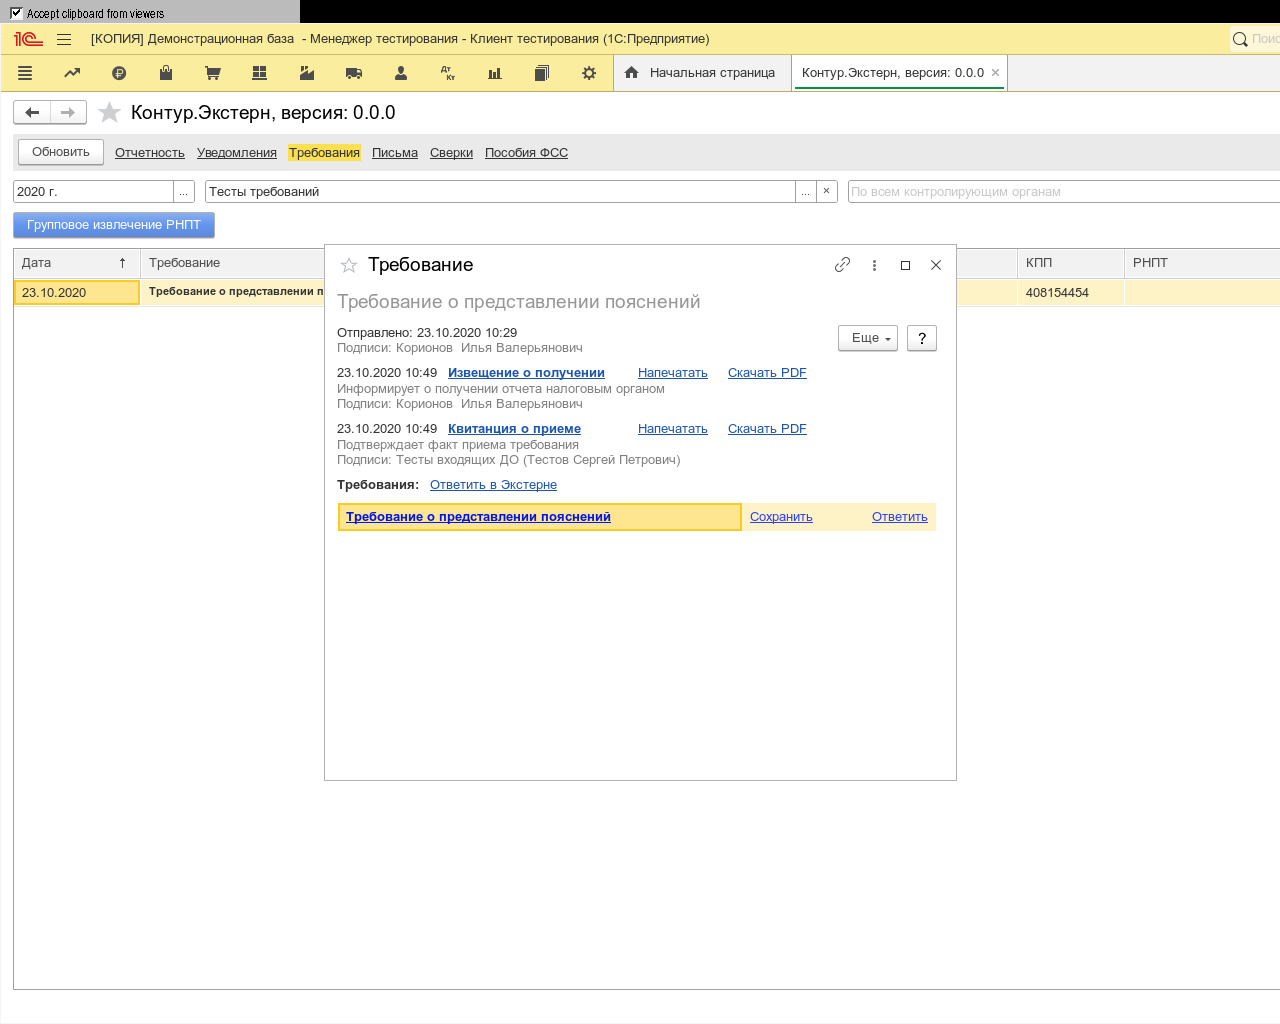 Accept clipboard from viewers
[КОПИЯ] Демонстрационная база - Менеджер тестирования - Клиент тестирования (1С:Предприятие)
Начальная страница
Контур.Экстерн, версия: 0.0.0
Контур.Экстерн, версия: 0.0.0
Обновить Отчетность Уведомления Требования Письма Сверки Пособия ФСС
2020 г. ... Тесты требований ... × По всем контролирующим органам
Групповое извлечение РНПТ
Дата ↑ Требование КПП РНПТ
23.10.2020 Требование о представлении п 408154454
Требование
Требование о представлении пояснений
Отправлено: 23.10.2020 10:29 Еще ?
Подписи: Корионов Илья Валерьянович
23.10.2020 10:49 Извещение о получении Напечатать Скачать PDF
Информирует о получении отчета налоговым органом
Подписи: Корионов Илья Валерьянович
23.10.2020 10:49 Квитанция о приеме Напечатать Скачать PDF
Подтверждает факт приема требования
Подписи: Тесты входящих ДО (Тестов Сергей Петрович)
Требования: Ответить в Экстерне
Требование о представлении пояснений Сохранить Ответить